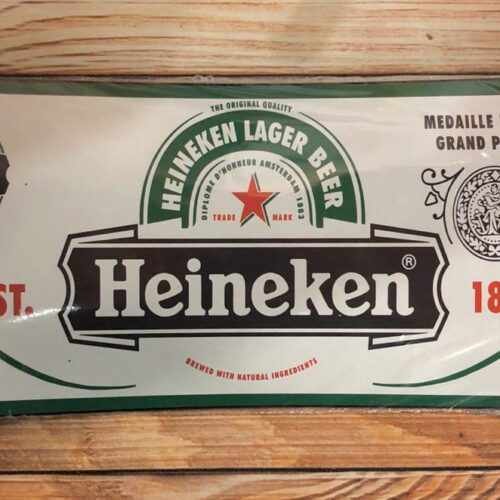 THE ORIGINAL QUALITY
HEINEKEN LAGER BEER
DIPLOME D'HONNEUR AMSTERDAM 1883
TRADE MARK
Heineken®
BREWED WITH NATURAL INGREDIENTS
ST.
MEDAILLE
GRAND P
18